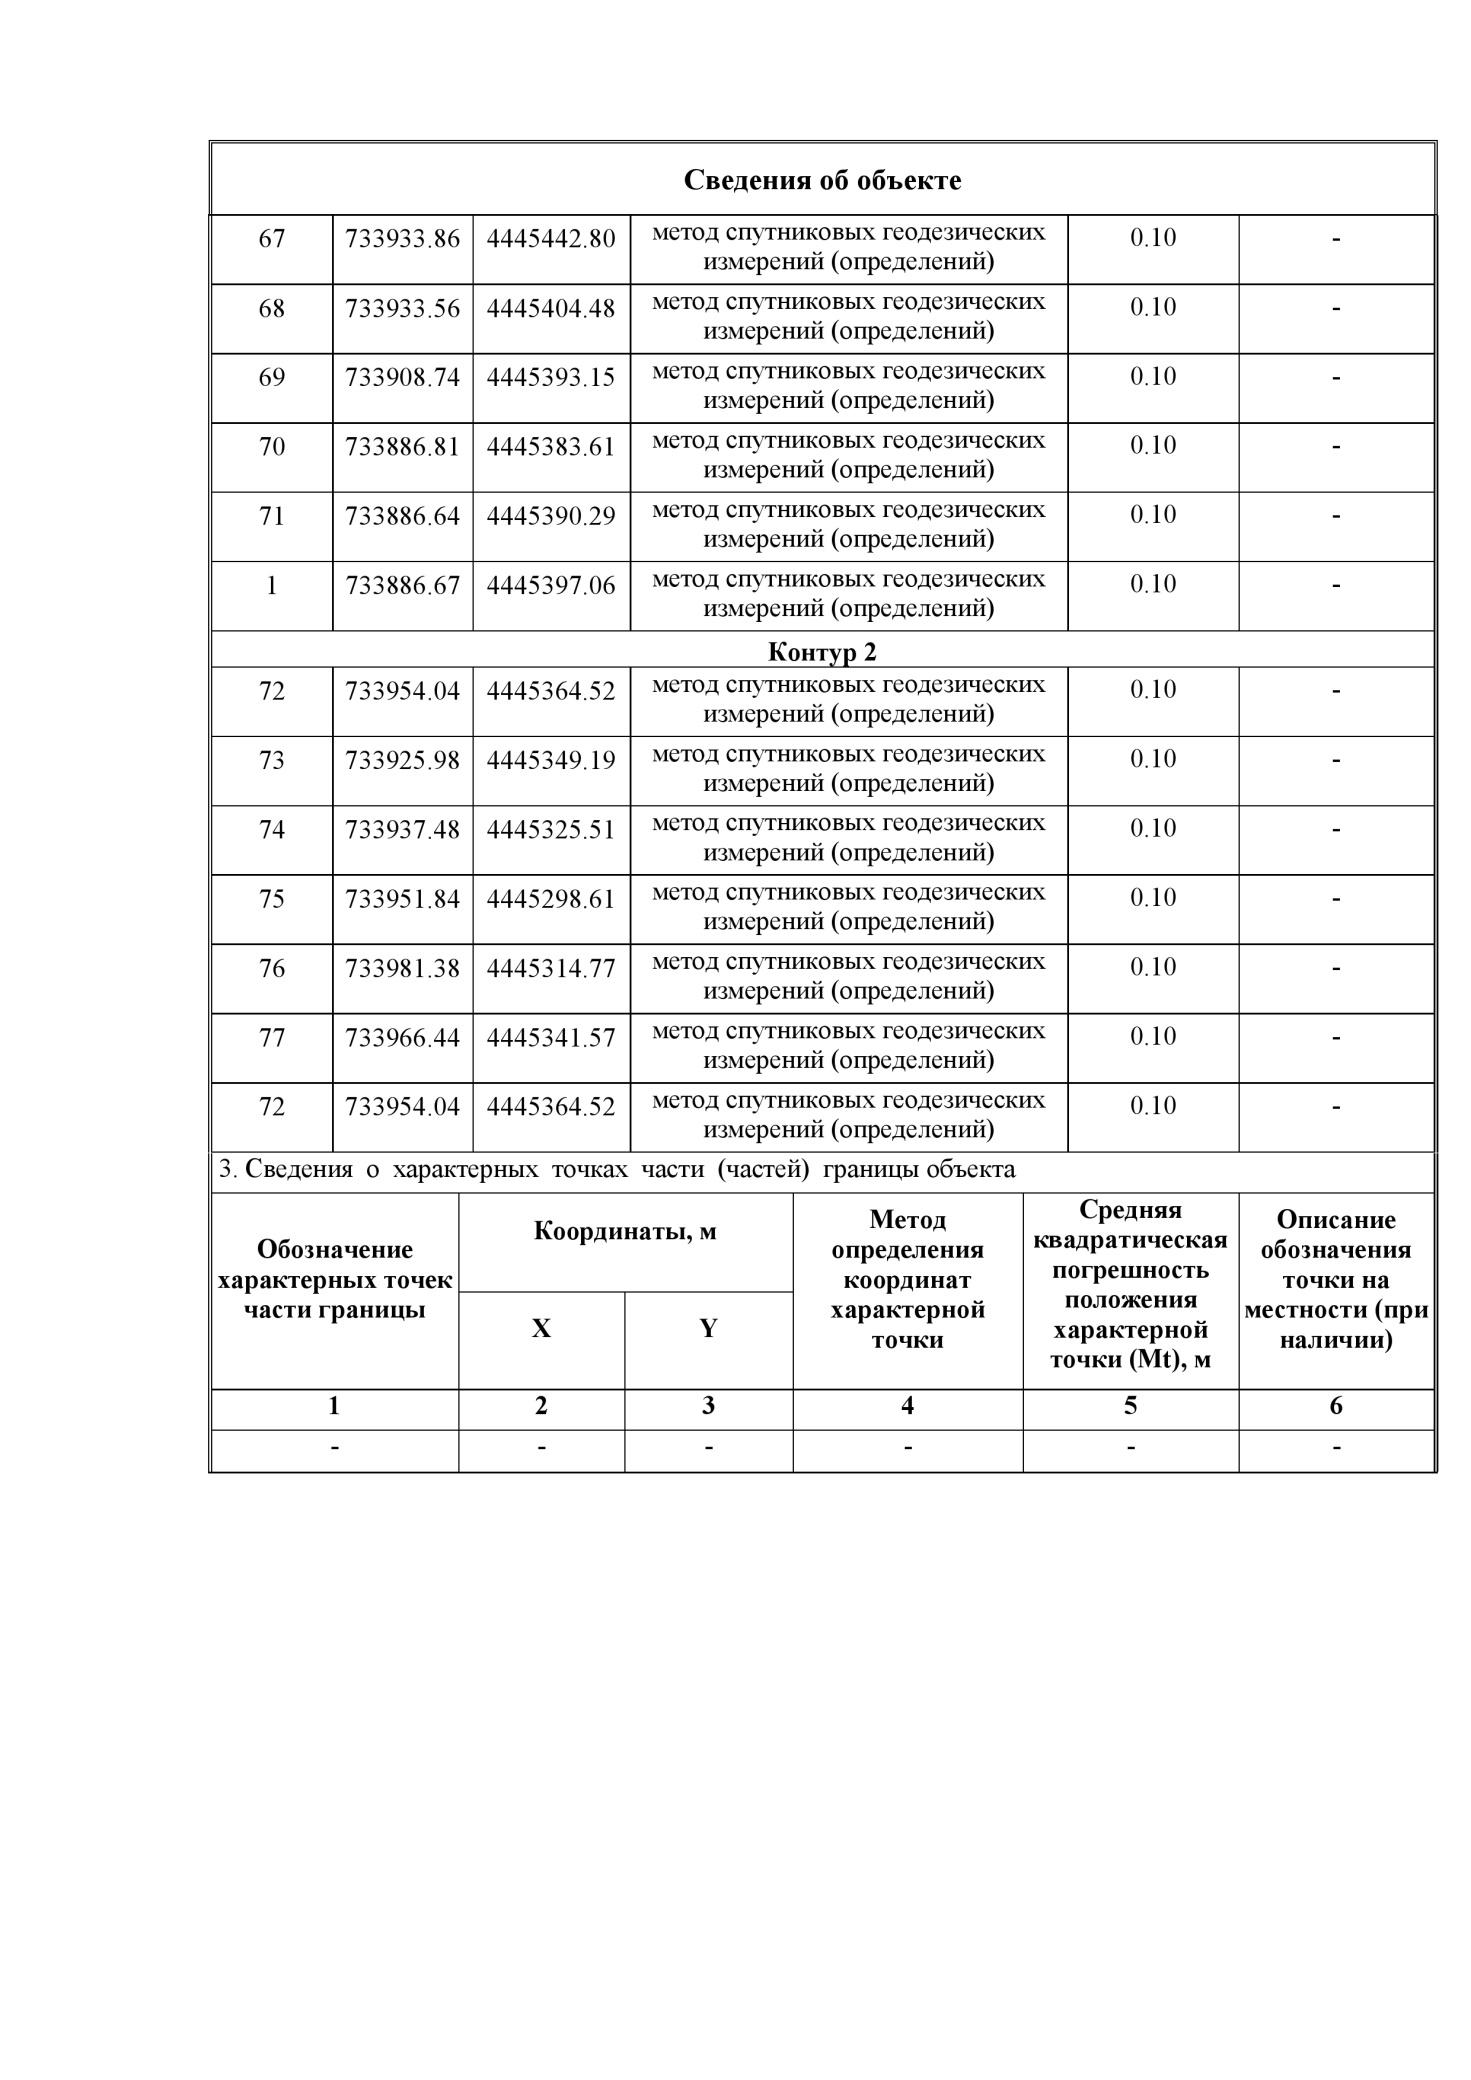 Сведения об объекте
67 733933.86 4445442.80 метод спутниковых геодезических измерений (определений) 0.10 -
68 733933.56 4445404.48 метод спутниковых геодезических измерений (определений) 0.10 -
69 733908.74 4445393.15 метод спутниковых геодезических измерений (определений) 0.10 -
70 733886.81 4445383.61 метод спутниковых геодезических измерений (определений) 0.10 -
71 733886.64 4445390.29 метод спутниковых геодезических измерений (определений) 0.10 -
1 733886.67 4445397.06 метод спутниковых геодезических измерений (определений) 0.10 -
Контур 2
72 733954.04 4445364.52 метод спутниковых геодезических измерений (определений) 0.10 -
73 733925.98 4445349.19 метод спутниковых геодезических измерений (определений) 0.10 -
74 733937.48 4445325.51 метод спутниковых геодезических измерений (определений) 0.10 -
75 733951.84 4445298.61 метод спутниковых геодезических измерений (определений) 0.10 -
76 733981.38 4445314.77 метод спутниковых геодезических измерений (определений) 0.10 -
77 733966.44 4445341.57 метод спутниковых геодезических измерений (определений) 0.10 -
72 733954.04 4445364.52 метод спутниковых геодезических измерений (определений) 0.10 -
3. Сведения о характерных точках части (частей) границы объекта
Обозначение
характерных точек
части границы
Координаты, м
X Y
Метод
определения
координат
характерной
точки
Средняя
квадратическая
погрешность
положения
характерной
точки (Mt), м
Описание
обозначения
точки на
местности (при
наличии)
1 2 3 4 5 6
- - - - - -